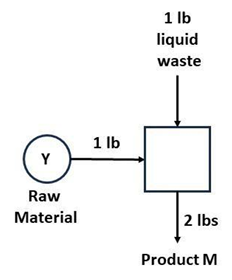 1 lb
liquid
waste
1 lb
Y
Raw
Material
2 lbs
Product M